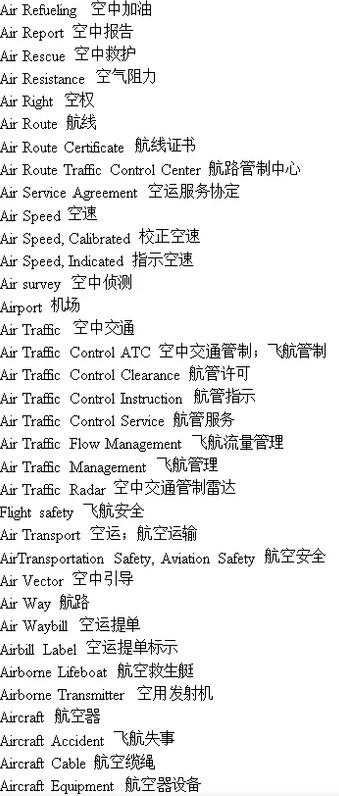 Air Refueling 空中加油
Air Report 空中报告
Air Rescue 空中救护
Air Resistance 空气阻力
Air Right 空权
Air Route 航线
Air Route Certificate 航线证书
Air Route Traffic Control Center 航路管制中心
Air Service Agreement 空运服务协定
Air Speed 空速
Air Speed, Calibrated 校正空速
Air Speed, Indicated 指示空速
Air survey 空中侦测
Airport 机场
Air Traffic 空中交通
Air Traffic Control ATC 空中交通管制；飞航管制
Air Traffic Control Clearance 航管许可
Air Traffic Control Instruction 航管指示
Air Traffic Control Service 航管服务
Air Traffic Flow Management 飞航流量管理
Air Traffic Management 飞航管理
Air Traffic Radar 空中交通管制雷达
Flight safety 飞航安全
Air Transport 空运；航空运输
AirTransportation Safety, Aviation Safety 航空安全
Air Vector 空中引导
Air Way 航路
Air Waybill 空运提单
Airbill Label 空运提单标示
Airborne Lifeboat 航空救生艇
Airborne Transmitter 空用发射机
Aircraft 航空器
Aircraft Accident 飞航失事
Aircraft Cable 航空缆绳
Aircraft Equipment 航空器设备